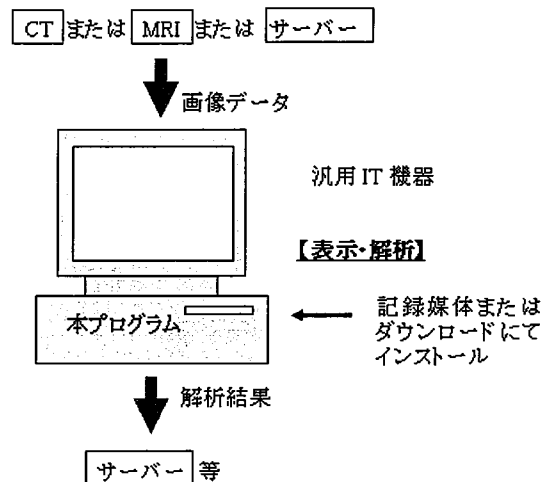 CT または MRI または サーバー
画像データ
汎用 IT 機器
【表示・解析】
本プログラム
記録媒体または
ダウンロードにて
インストール
解析結果
サーバー 等